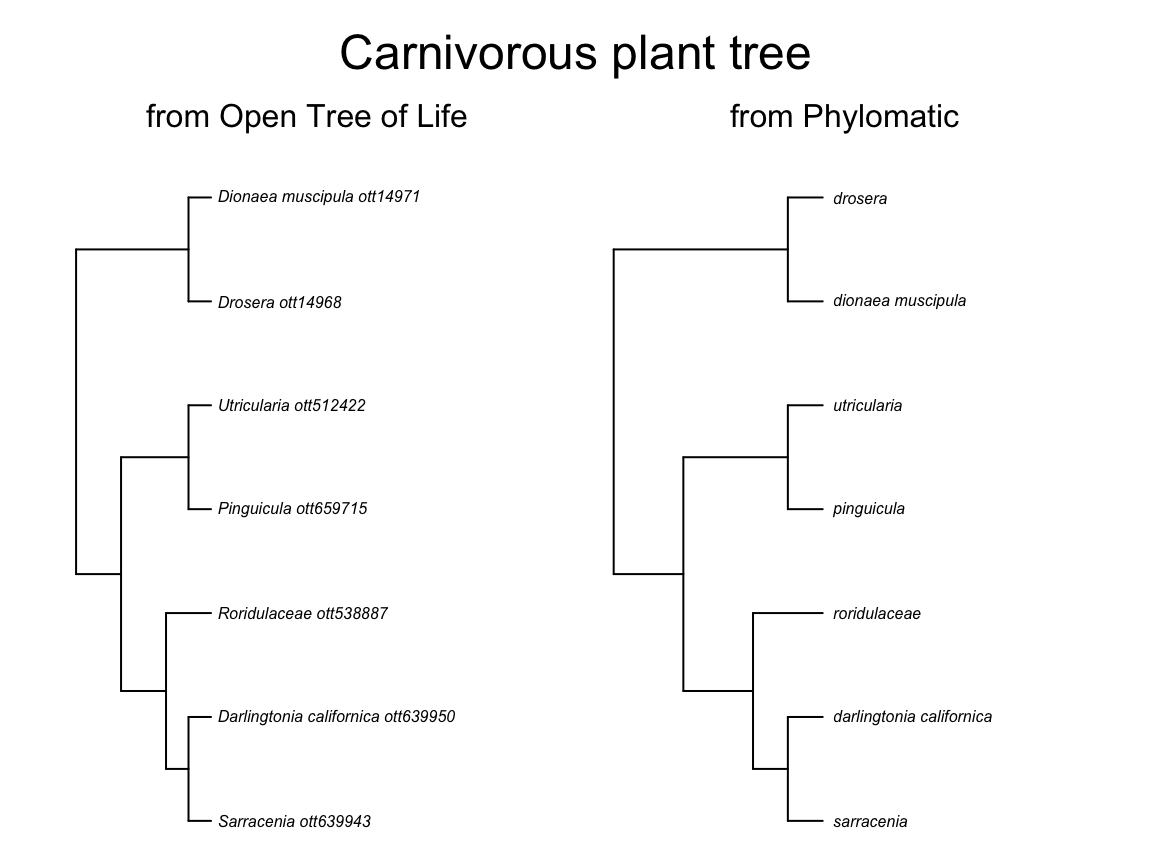 Carnivorous plant tree
from Open Tree of Life
from Phylomatic
Dionaea muscipula ott14971
Drosera ott14968
Utricularia ott512422
Pinguicula ott659715
Roridulaceae ott538887
Darlingtonia californica ott639950
Sarracenia ott639943
drosera
dionaea muscipula
utricularia
pinguicula
roridulaceae
darlingtonia californica
sarracenia